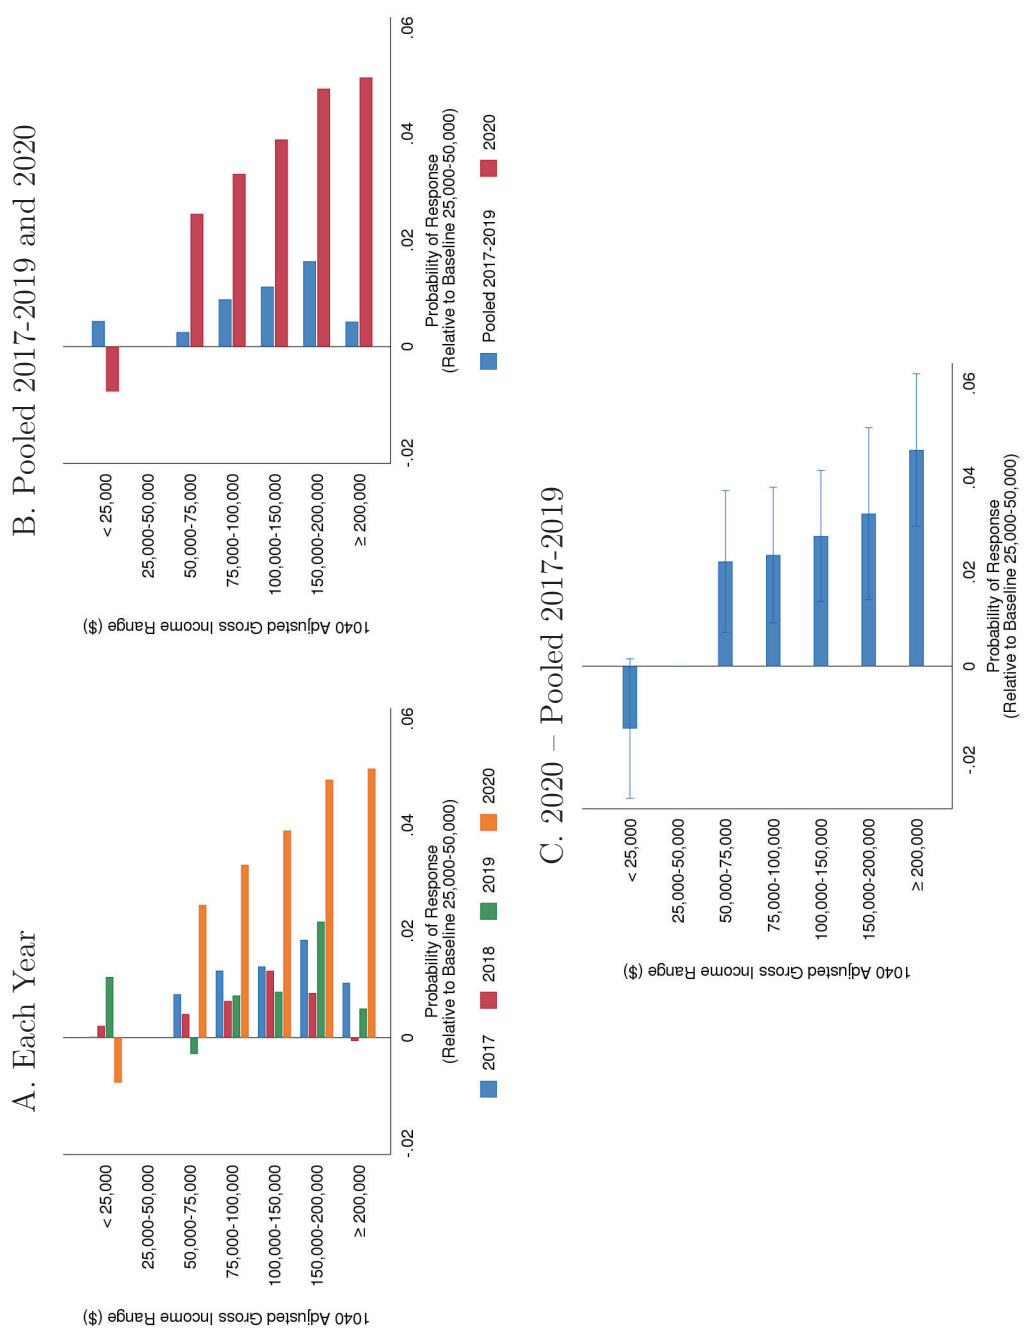 A. Each Year
1040 Adjusted Gross Income Range ($)
< 25,000
25,000-50,000
50,000-75,000
75,000-100,000
100,000-150,000
150,000-200,000
≥ 200,000
-.02 0 .02 .04 .06
Probability of Response
(Relative to Baseline 25,000-50,000)
2017 2018 2019 2020
B. Pooled 2017-2019 and 2020
1040 Adjusted Gross Income Range ($)
< 25,000
25,000-50,000
50,000-75,000
75,000-100,000
100,000-150,000
150,000-200,000
≥ 200,000
-.02 0 .02 .04 .06
Probability of Response
(Relative to Baseline 25,000-50,000)
Pooled 2017-2019 2020
C. 2020 – Pooled 2017-2019
1040 Adjusted Gross Income Range ($)
< 25,000
25,000-50,000
50,000-75,000
75,000-100,000
100,000-150,000
150,000-200,000
≥ 200,000
-.02 0 .02 .04 .06
Probability of Response
(Relative to Baseline 25,000-50,000)